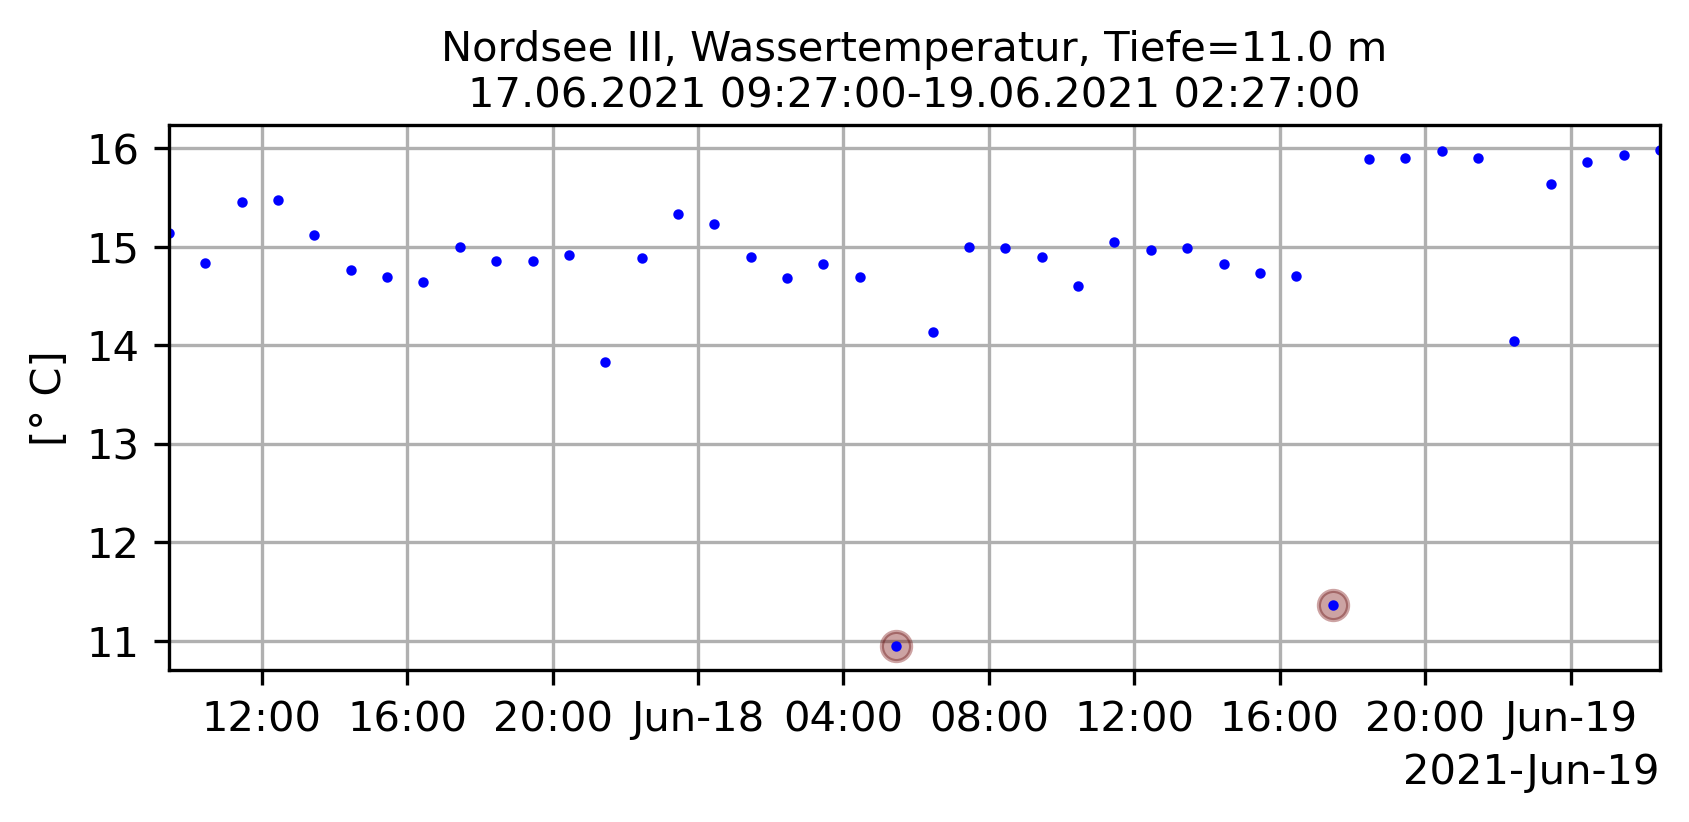 Nordsee III, Wassertemperatur, Tiefe=11.0 m
17.06.2021 09:27:00-19.06.2021 02:27:00
16
15
14
13
12
11
[° C]
12:00 16:00 20:00 Jun-18 04:00 08:00 12:00 16:00 20:00 Jun-19
2021-Jun-19